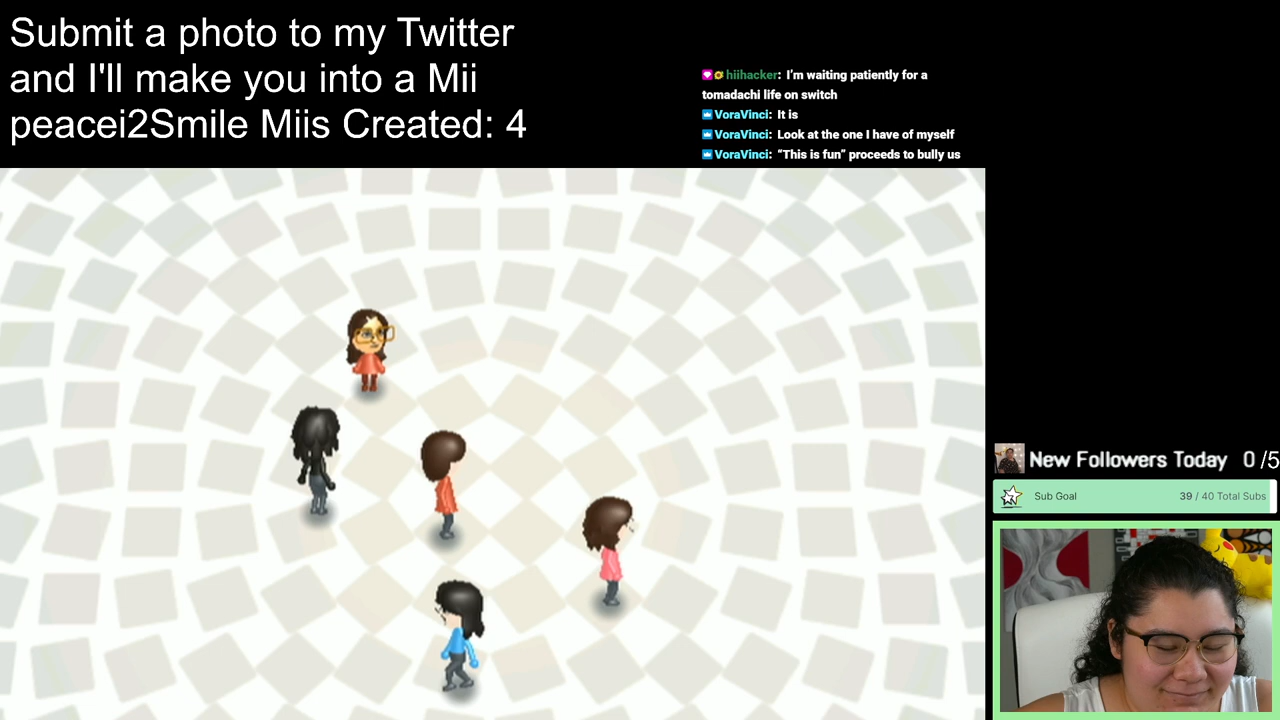 Submit a photo to my Twitter
and I'll make you into a Mii
peacei2Smile Miis Created: 4
hiihacker: I'm waiting patiently for a
tomadachi life on switch
VoraVinci: It is
VoraVinci: Look at the one I have of myself
VoraVinci: “This is fun” proceeds to bully us
New Followers Today 0 /5
Sub Goal 39 / 40 Total Subs